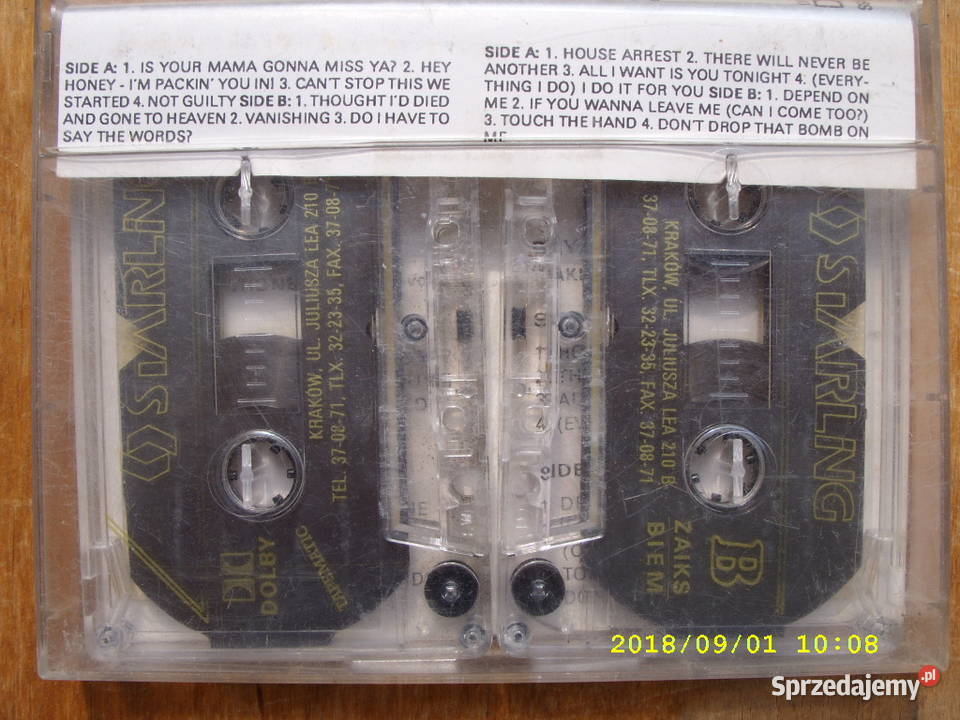 SIDE A: 1. IS YOUR MAMA GONNA MISS YA? 2. HEY
HONEY - I'M PACKIN' YOU IN! 3. CAN'T STOP THIS WE
STARTED 4. NOT GUILTY SIDE B: 1. THOUGHT I'D DIED
AND GONE TO HEAVEN 2. VANISHING 3. DO I HAVE TO
SAY THE WORDS?
SIDE A: 1. HOUSE ARREST 2. THERE WILL NEVER BE
ANOTHER 3. ALL I WANT IS YOU TONIGHT 4. (EVERY-
THING I DO) I DO IT FOR YOU SIDE B: 1. DEPEND ON
ME 2. IF YOU WANNA LEAVE ME (CAN I COME TOO?)
3. TOUCH THE HAND 4. DON'T DROP THAT BOMB ON
ME
STARLING
KRAKÓW, UL. JULIUSZA LEA 210
TEL. 37-08-71, TLX. 32-23-35, FAX. 37-08-7
DOLBY
STARLING
KRAKÓW, UL. JULIUSZA LEA 210 B
37-08-71, TLX. 32-23-35, FAX. 37-08-71
B
ZAIKS
BIEM
SIDE
2018/09/01 10:08
Sprzedajemy.pl